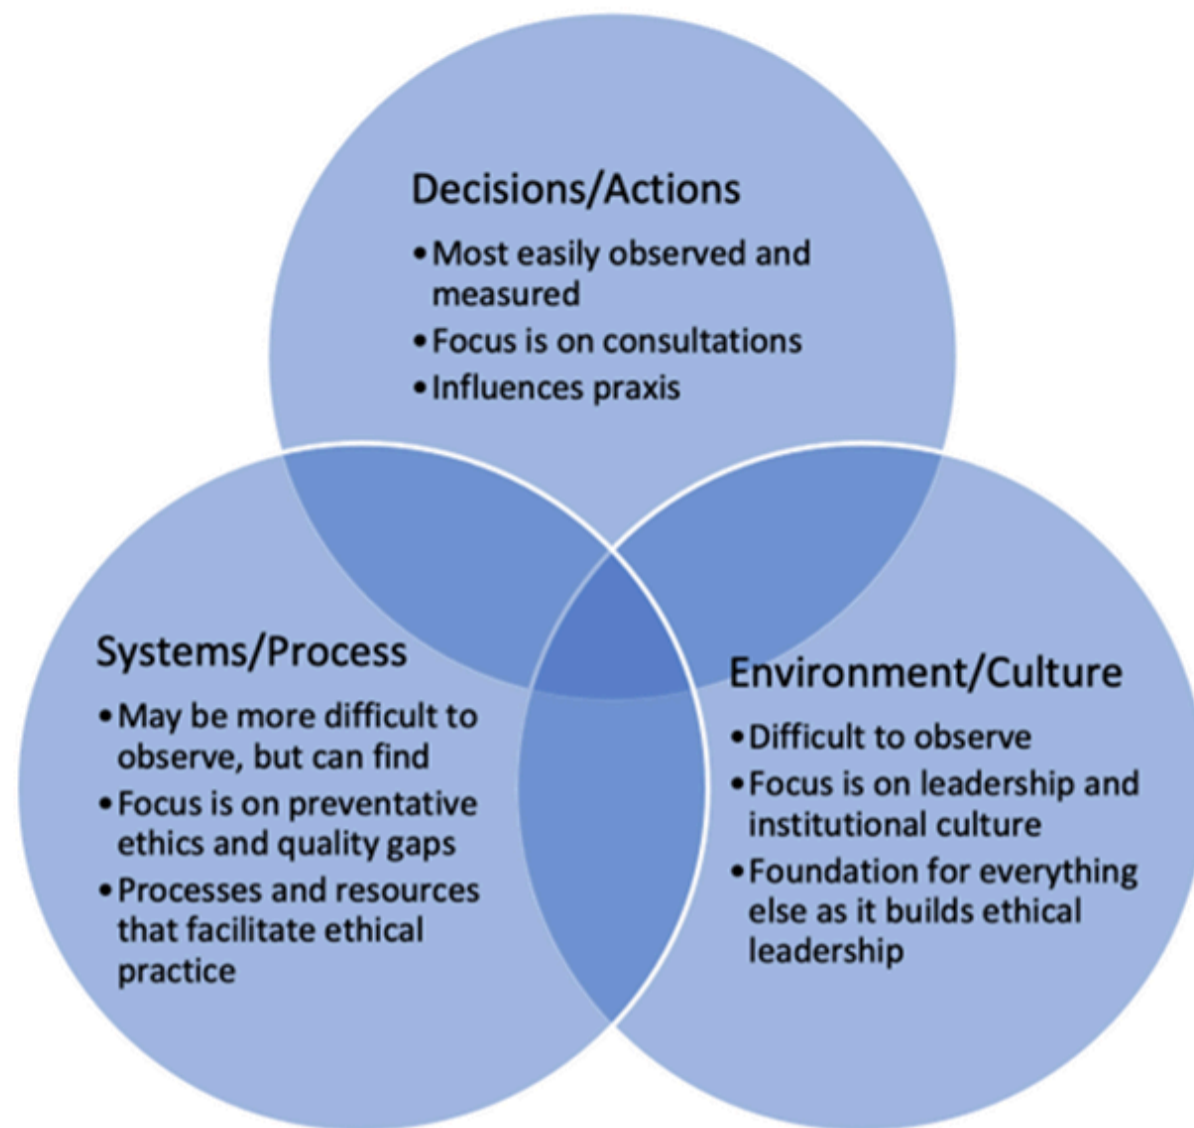 Decisions/Actions
•Most easily observed and
measured
•Focus is on consultations
•Influences praxis
Systems/Process
•May be more difficult to
observe, but can find
•Focus is on preventative
ethics and quality gaps
•Processes and resources
that facilitate ethical
practice
Environment/Culture
•Difficult to observe
•Focus is on leadership and
institutional culture
•Foundation for everything
else as it builds ethical
leadership